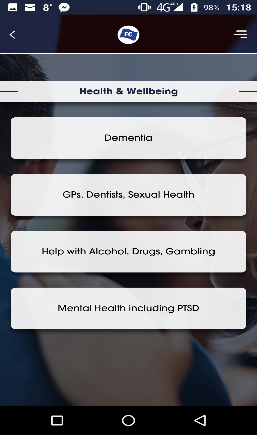 8°
4G
98%
15:18
PC
Health & Wellbeing
Dementia
GPs, Dentists, Sexual Health
Help with Alcohol, Drugs, Gambling
Mental Health including PTSD